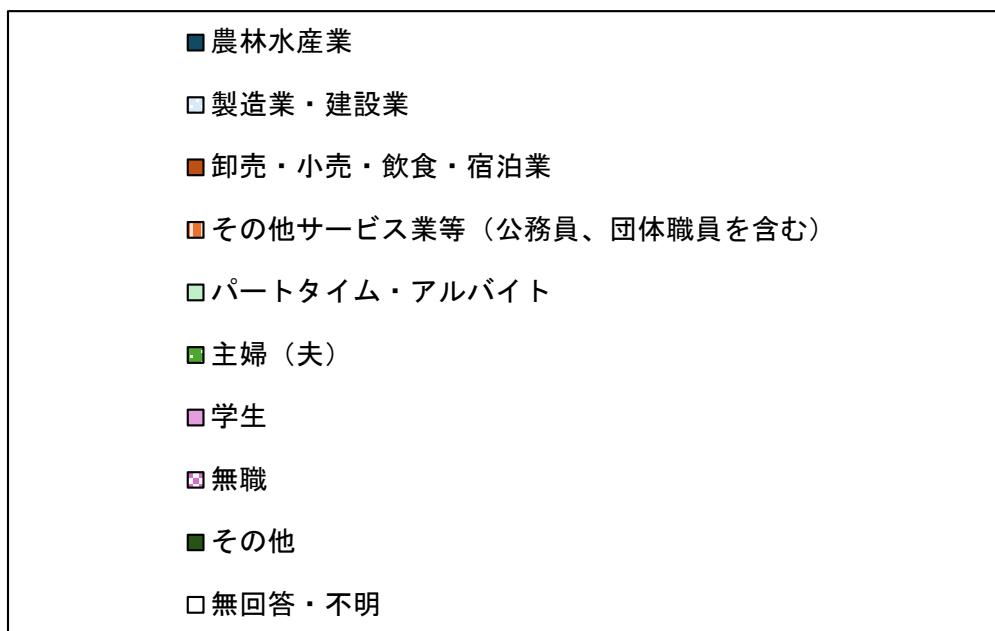 農林水産業
製造業・建設業
卸売・小売・飲食・宿泊業
その他サービス業等（公務員、団体職員を含む）
パートタイム・アルバイト
主婦（夫）
学生
無職
その他
無回答・不明